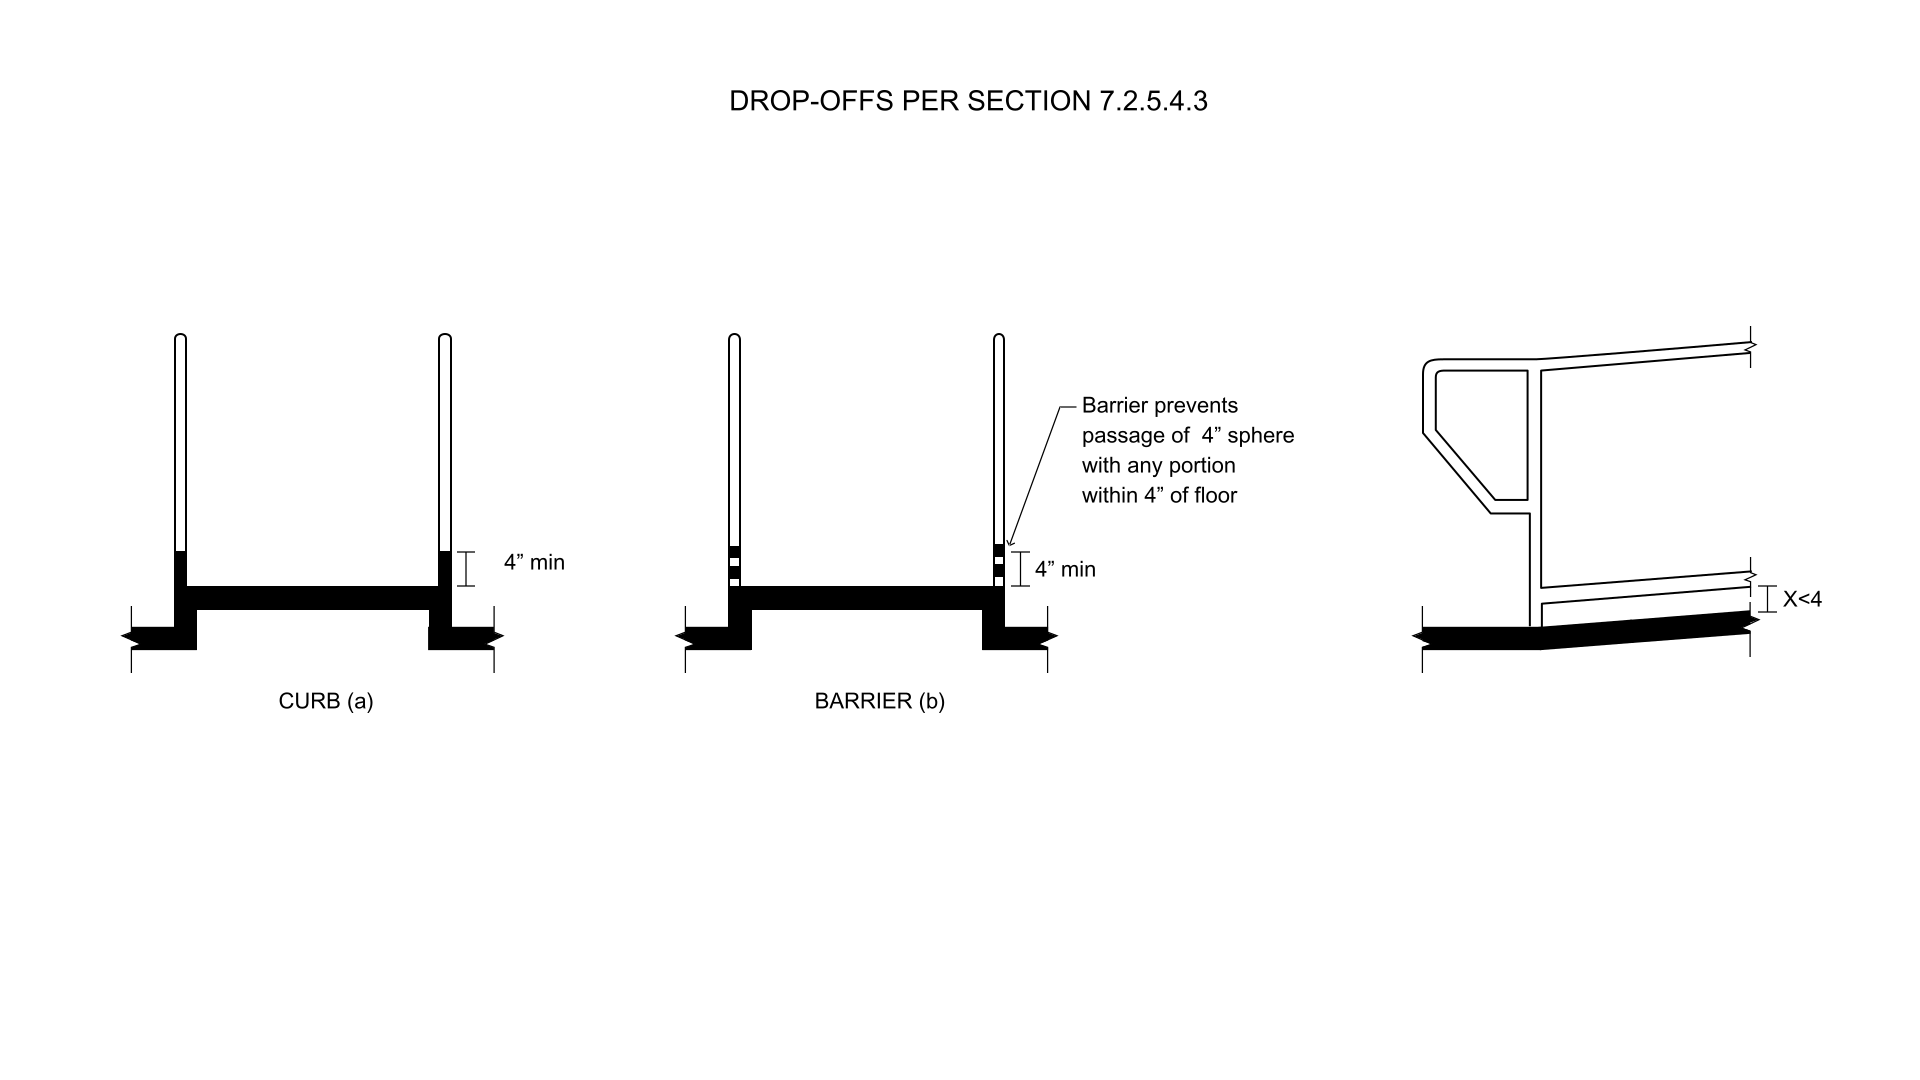 DROP-OFFS PER SECTION 7.2.5.4.3
Barrier prevents
passage of  4” sphere
with any portion
within 4” of floor
4” min
4” min
X<4
CURB (a)
BARRIER (b)